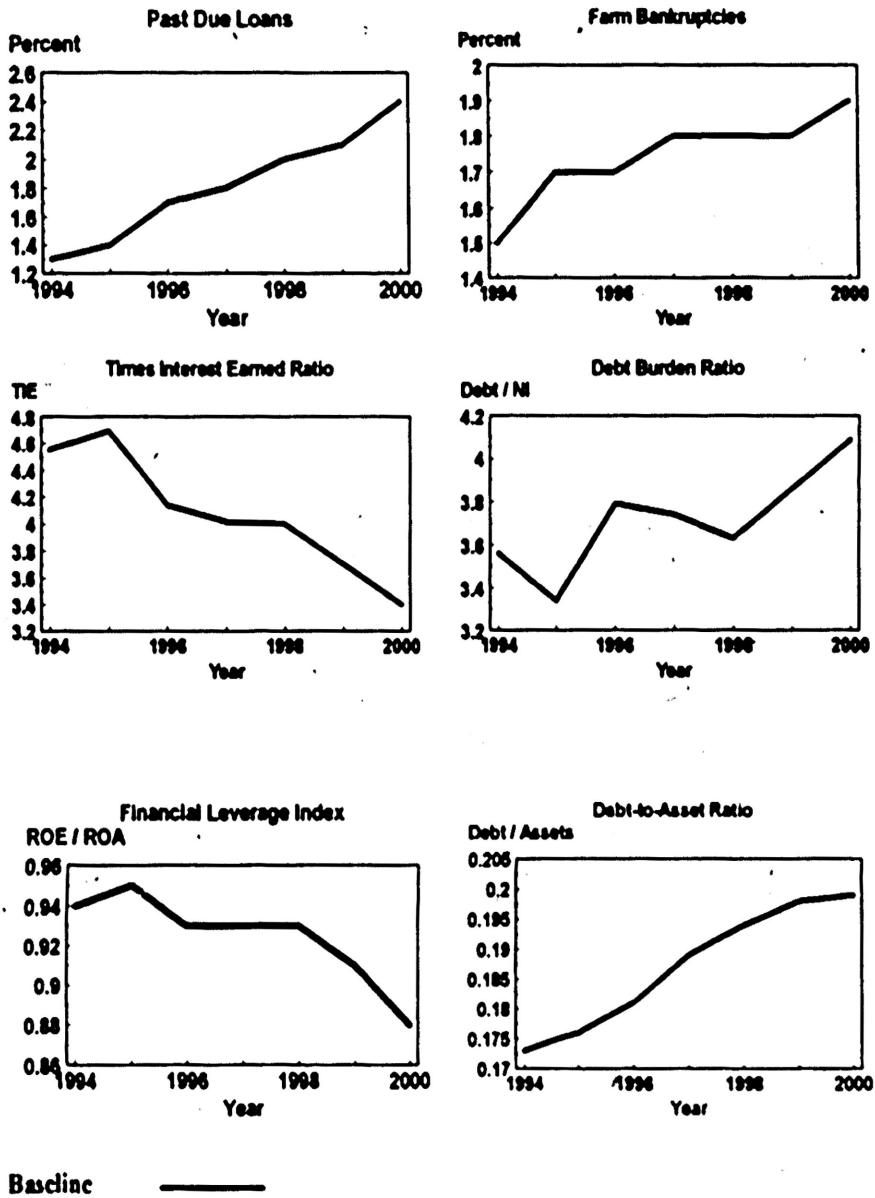 Past Due Loans
Percent
2.6
2.4
2.2
2
1.8
1.6
1.4
1.2
1994 1996 1998 2000
Year
Farm Bankruptcies
Percent
2
1.9
1.8
1.7
1.6
1.5
1.4
1994 1996 1998 2000
Year
Times Interest Earned Ratio
TIE
4.8
4.6
4.4
4.2
4
3.8
3.6
3.4
3.2
1994 1996 1998 2000
Year
Debt Burden Ratio
Debt / NI
4.2
4
3.8
3.6
3.4
3.2
1994 1996 1998 2000
Year
Financial Leverage Index
ROE / ROA
0.96
0.94
0.92
0.9
0.88
0.86
1994 1996 1998 2000
Year
Debt-to-Asset Ratio
Debt / Assets
0.205
0.2
0.195
0.19
0.185
0.18
0.175
0.17
1994 1996 1998 2000
Year
Baseline